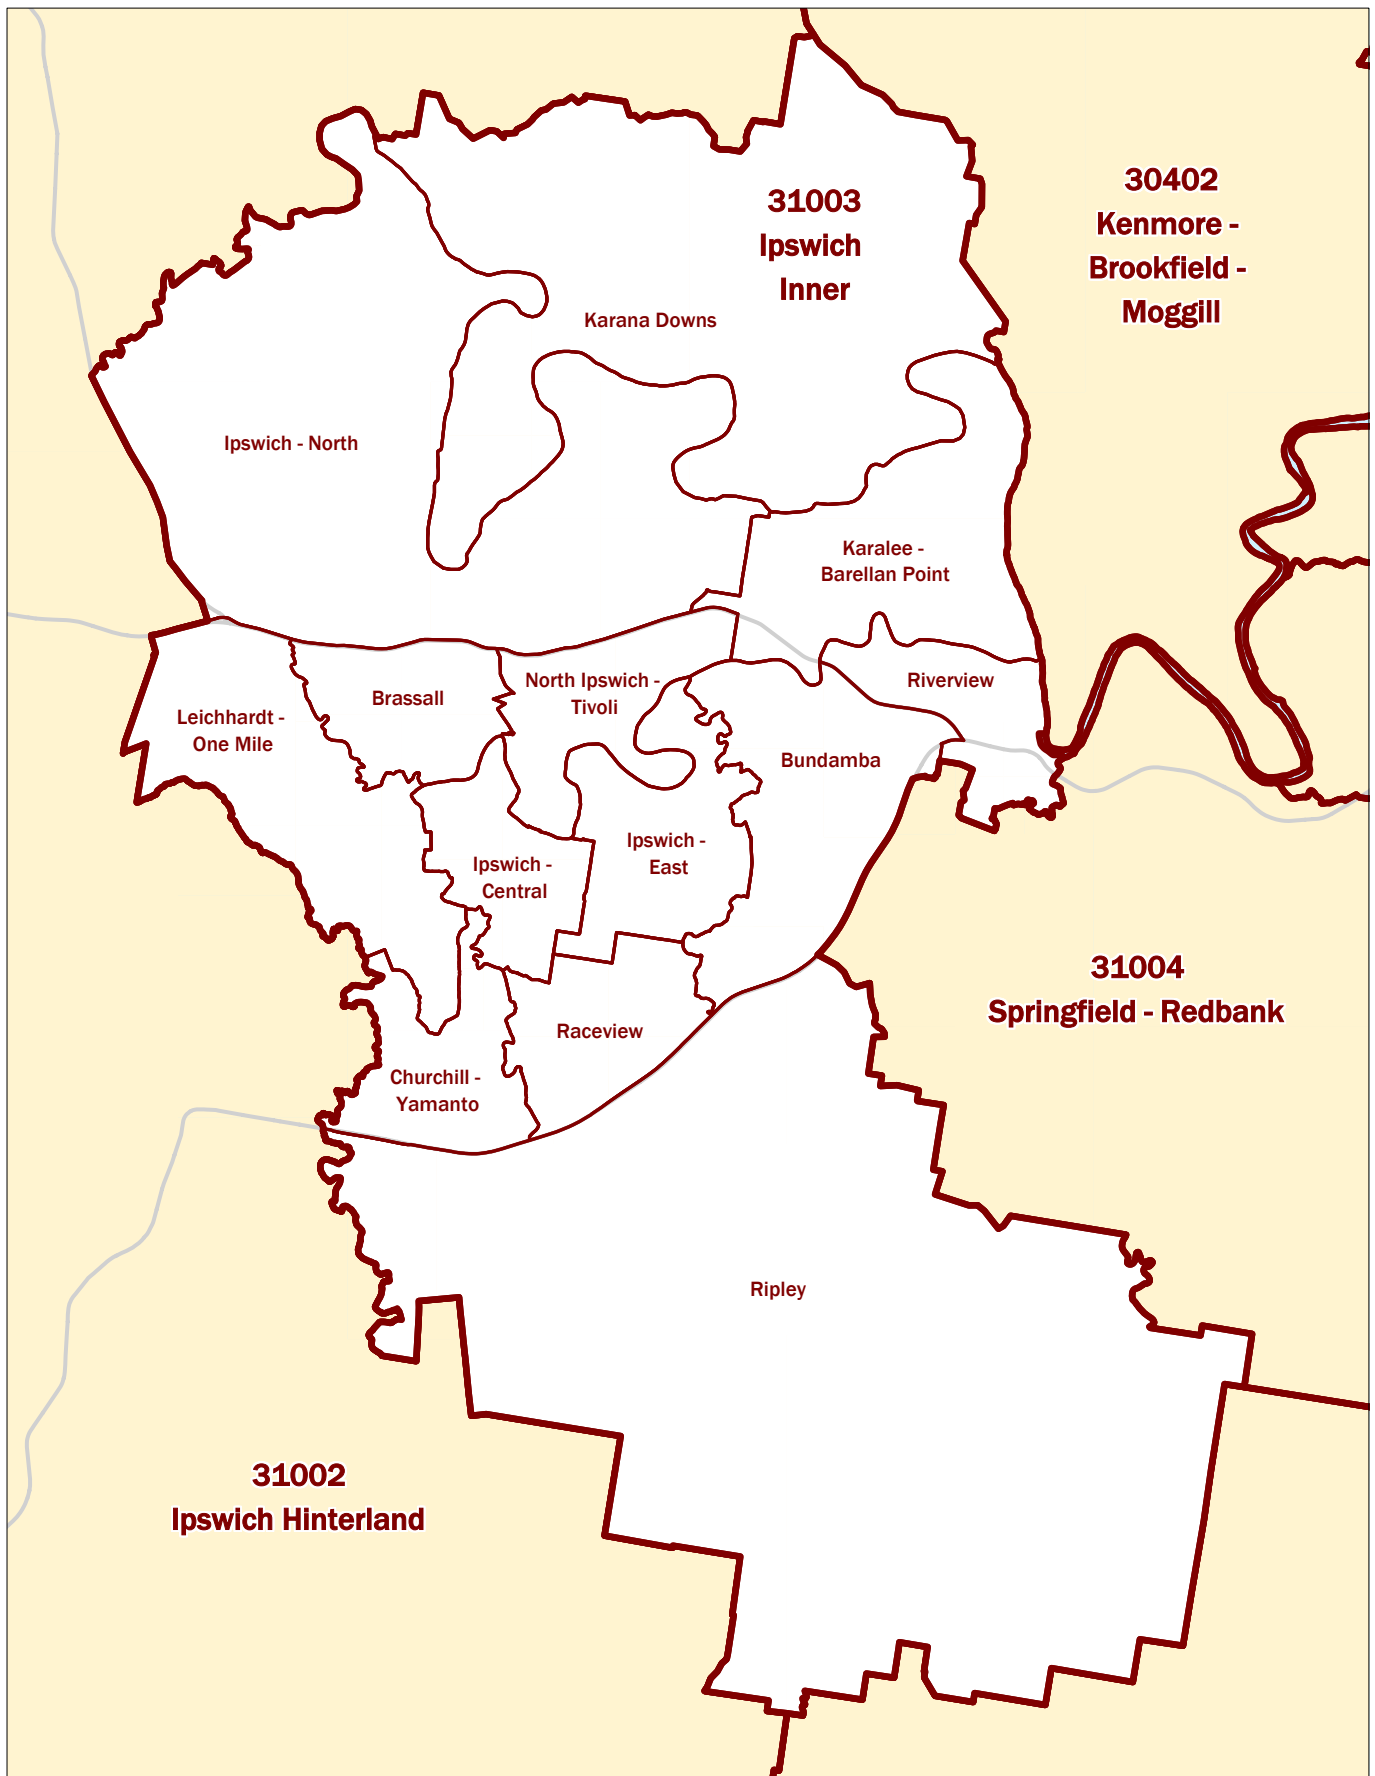 30402
Kenmore -
Brookfield -
Moggill
31003
Ipswich
Inner
Karana Downs
Ipswich - North
Karalee -
Barellan Point
Riverview
North Ipswich -
Tivoli
Brassall
Leichhardt -
One Mile
Bundamba
Ipswich -
East
Ipswich -
Central
31004
Springfield - Redbank
Raceview
Churchill -
Yamanto
Ripley
31002
Ipswich Hinterland